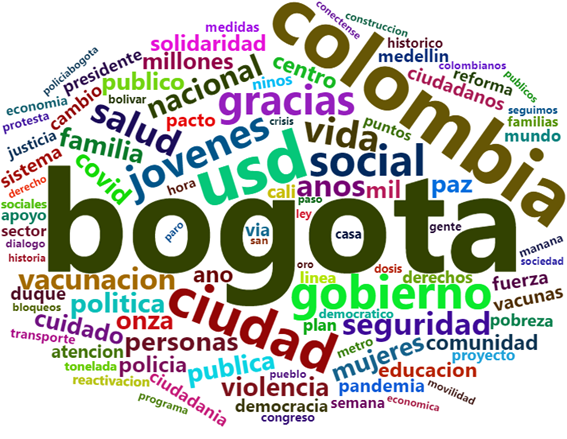 conectense
construccion
medidas
colombia
solidaridad
historico
policiabogota
presidente
millones
medellin
colombianos
publico
nacional
centro
ciudadanos
reforma
publicos
economia
cambio
bolivar
ninos
seguimos
protesta
salud
pacto
gracias
crisis
vida
puntos
familias
justicia
familia
jovenes
usd
social
mundo
sistema
covid
hora
cali
anos
mil
paz
derecho
paso
sociales
apoyo
bogota
ley
sector
paro
via
casa
gente
dialogo
san
manana
historia
oro
dosis
sociedad
vacunacion
ano
linea
derechos
fuerza
duque
politica
ciudad
gobierno
vacunas
bloqueos
cuidado
onza
plan
democratico
seguridad
pobreza
transporte
personas
metro
mujeres
comunidad
atencion
policia
publica
proyecto
tonelada
pueblo
educacion
reactivacion
ciudadania
violencia
pandemia
movilidad
programa
democracia
semana
economica
congreso